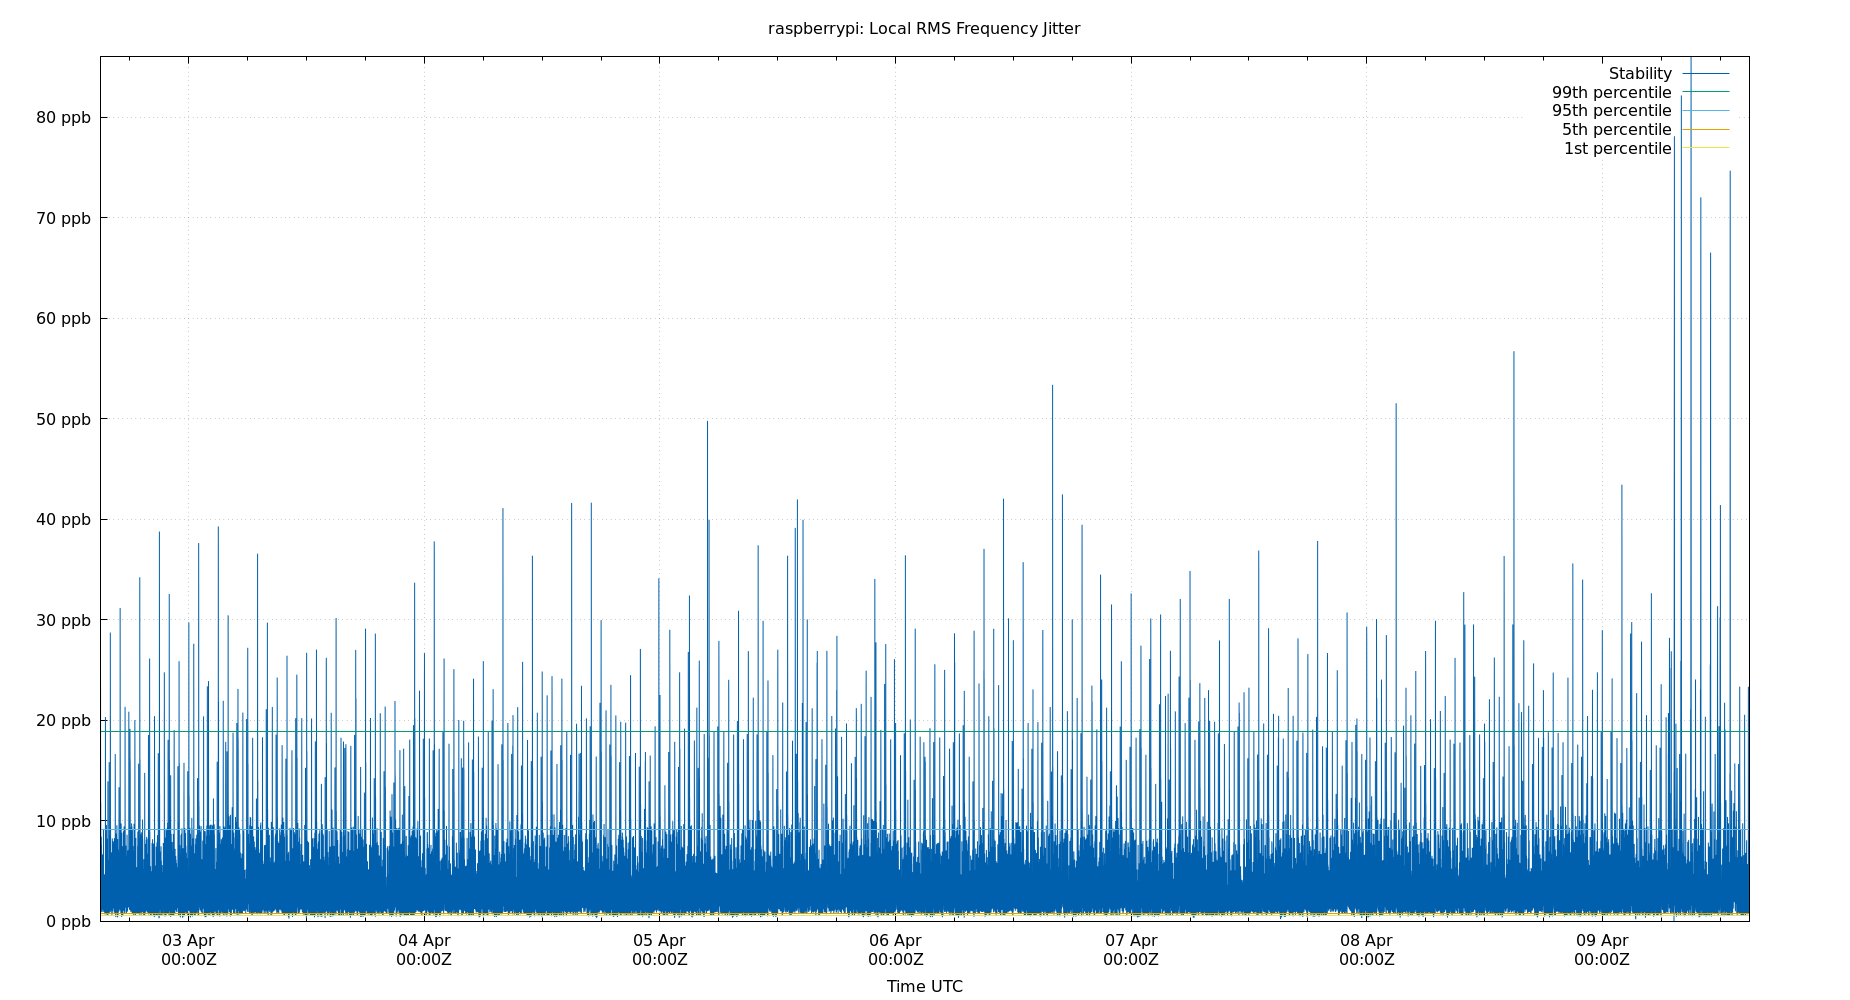 raspberrypi: Local RMS Frequency Jitter
Stability
99th percentile
95th percentile
5th percentile
1st percentile
80 ppb
70 ppb
60 ppb
50 ppb
40 ppb
30 ppb
20 ppb
10 ppb
0 ppb
03 Apr 04 Apr 05 Apr 06 Apr 07 Apr 08 Apr 09 Apr
00:00Z 00:00Z 00:00Z 00:00Z 00:00Z 00:00Z 00:00Z
Time UTC